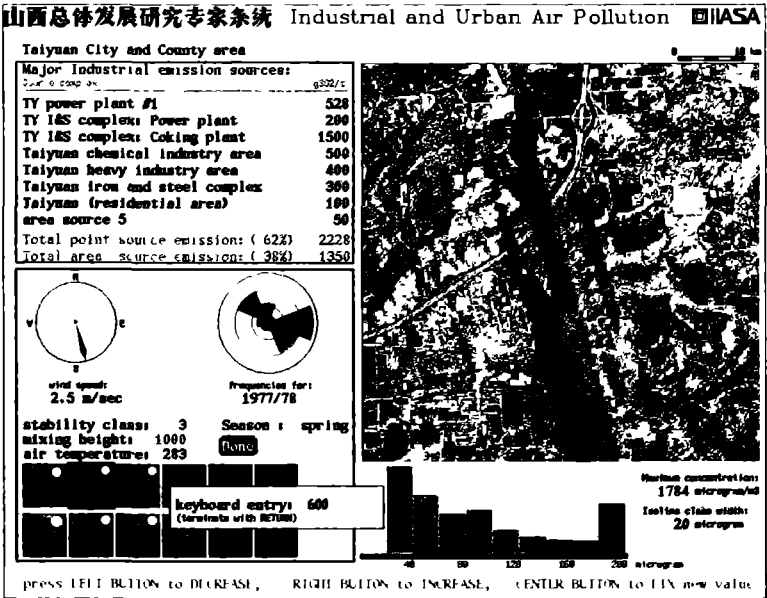 山西总体发展研究专家系统 Industrial and Urban Air Pollution IIASA
Taiyuan City and County area
0 10 km
Major Industrial emission sources:
gSO2/s
TY power plant #1 528
TY I&S complex: Power plant 200
TY I&S complex: Coking plant 1500
Taiyuan chemical industry area 500
Taiyuan heavy industry area 400
Taiyuan iron and steel complex 300
Taiyuan (residential area) 100
area source 5 50
Total point source emission: ( 62%) 2228
Total area source emission: ( 38%) 1350
N
W E
S
wind speed:
2.5 m/sec
frequencies for:
1977/78
stability class: 3 Season : spring
mixing height: 1000
air temperature: 283
Done
keyboard entry: 600
(terminate with RETURN)
Maximum concentration:
1784 microgram/m3
Isoline class width:
20 microgram
40 80 120 160 200 microgram
press LEFT BUTTON to DECREASE, RIGHT BUTTON to INCREASE, CENTER BUTTON to FIX new value